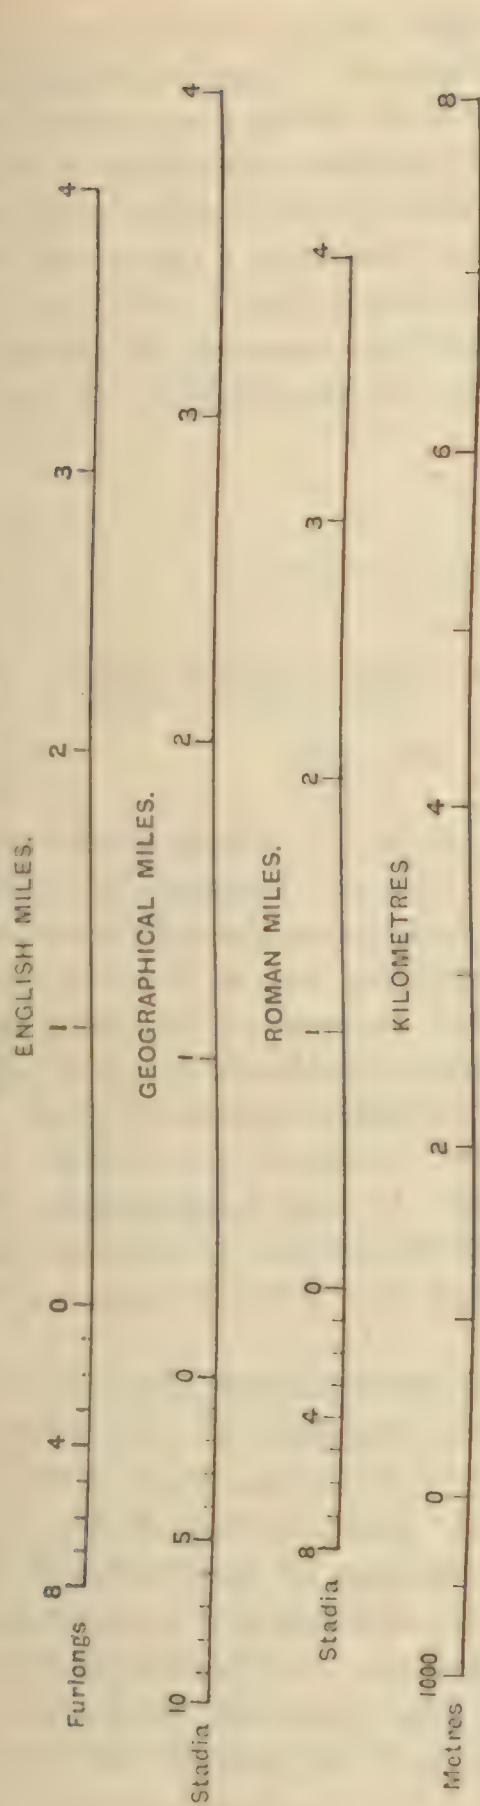 ENGLISH MILES.
Furlongs 8 4 0 1 2 3 4
GEOGRAPHICAL MILES.
Stadia 10 5 0 1 2 3 4
ROMAN MILES.
Stadia 8 4 0 1 2 3 4
KILOMETRES
Metres 1000 0 2 4 6 8